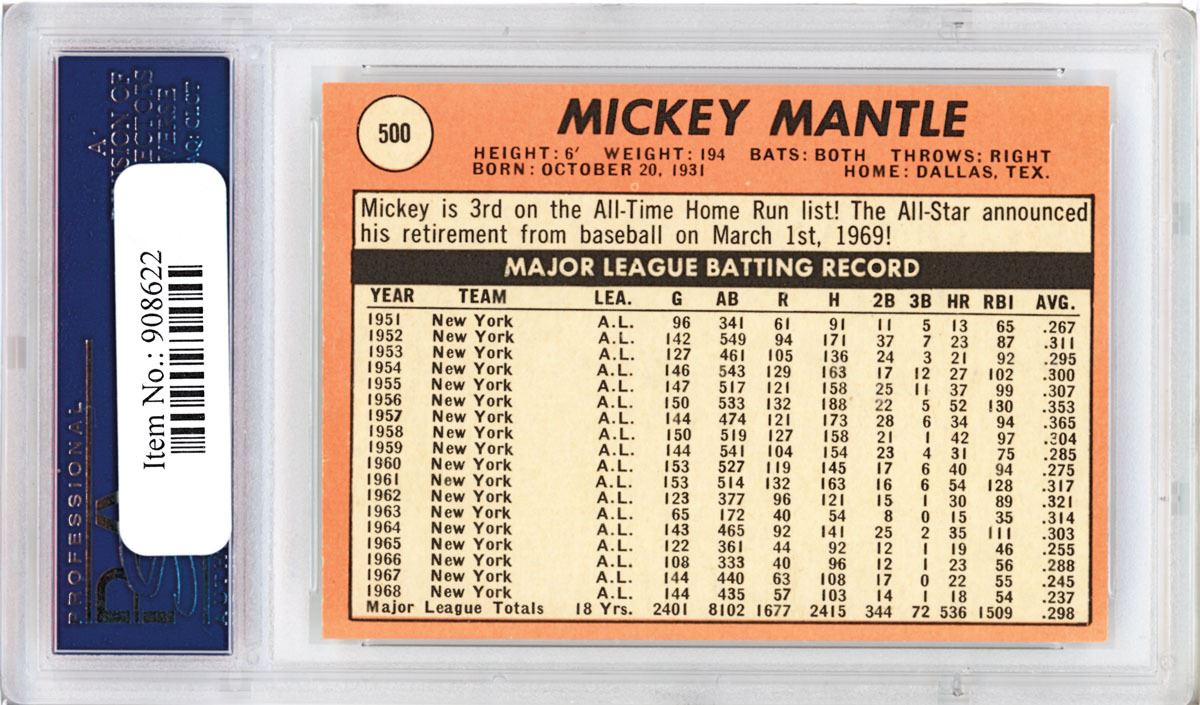 500
MICKEY MANTLE
HEIGHT: 6' WEIGHT: 194 BATS: BOTH THROWS: RIGHT
BORN: OCTOBER 20, 1931 HOME: DALLAS, TEX.
Mickey is 3rd on the All-Time Home Run list! The All-Star announced
his retirement from baseball on March 1st, 1969!
MAJOR LEAGUE BATTING RECORD
YEAR TEAM LEA. G AB R H 2B 3B HR RBI AVG.
1951 New York A.L. 96 341 61 91 11 5 13 65 .267
1952 New York A.L. 142 549 94 171 37 7 23 87 .311
1953 New York A.L. 127 461 105 136 24 3 21 92 .295
1954 New York A.L. 146 543 129 163 17 12 27 102 .300
1955 New York A.L. 147 517 121 158 25 11 37 99 .307
1956 New York A.L. 150 533 132 188 22 5 52 130 .353
1957 New York A.L. 144 474 121 173 28 6 34 94 .365
1958 New York A.L. 150 519 127 158 21 1 42 97 .304
1959 New York A.L. 144 541 104 154 23 4 31 75 .285
1960 New York A.L. 153 527 119 145 17 6 40 94 .275
1961 New York A.L. 153 514 132 163 16 6 54 128 .317
1962 New York A.L. 123 377 96 121 15 1 30 89 .321
1963 New York A.L. 65 172 40 54 8 0 15 35 .314
1964 New York A.L. 143 465 92 141 25 2 35 111 .303
1965 New York A.L. 122 361 44 92 12 1 19 46 .255
1966 New York A.L. 108 333 40 96 12 1 23 56 .288
1967 New York A.L. 144 440 63 108 17 0 22 55 .245
1968 New York A.L. 144 435 57 103 14 1 18 54 .237
Major League Totals 18 Yrs. 2401 8102 1677 2415 344 72 536 1509 .298
Item No.: 908622
PROFESSIONAL